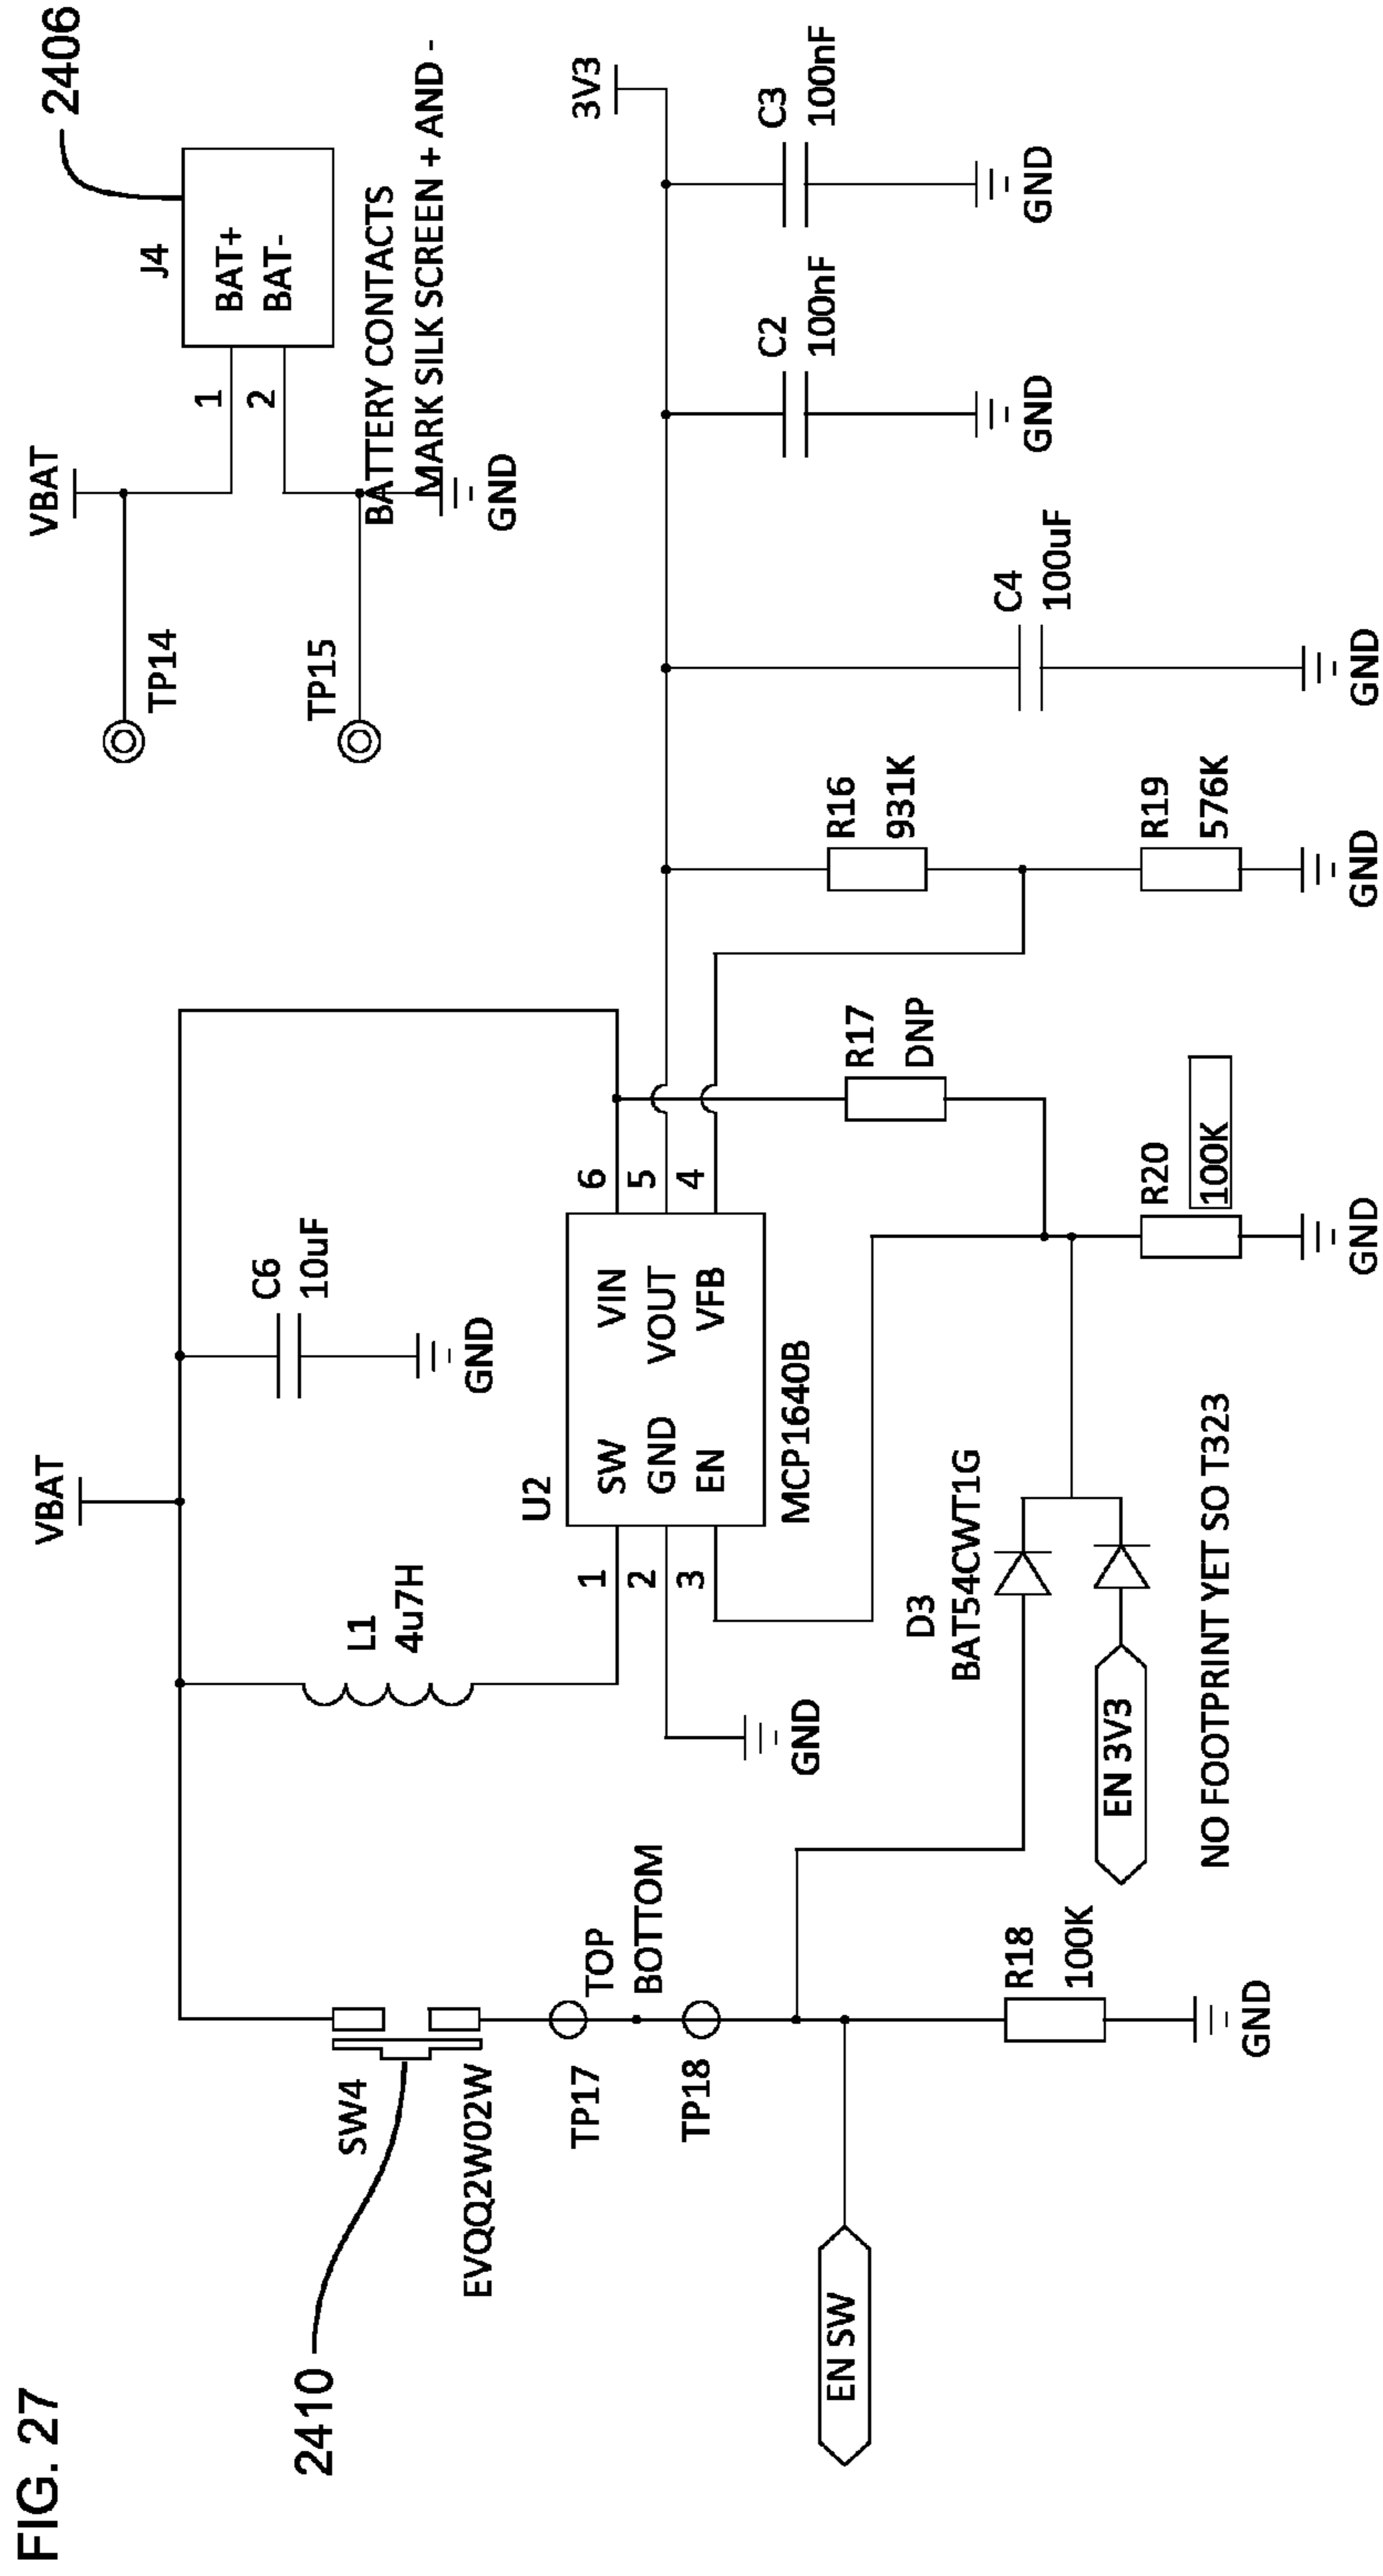 FIG. 27
2410
SW4
EVQQ2W02W
TP17
TOP
BOTTOM
TP18
EN SW
R18
100K
GND
VBAT
L1
4u7H
C6
10uF
GND
U2
1
2
3
SW
GND
EN
VIN
VOUT
VFB
6
5
4
MCP1640B
GND
D3
BAT54CWT1G
EN 3V3
NO FOOTPRINT YET SO T323
R17
DNP
R20
100K
GND
R16
931K
R19
576K
GND
C4
100uF
GND
C2
100nF
GND
C3
100nF
GND
3V3
VBAT
TP14
TP15
1
2
J4
BAT+
BAT-
2406
BATTERY CONTACTS
MARK SILK SCREEN + AND -
GND